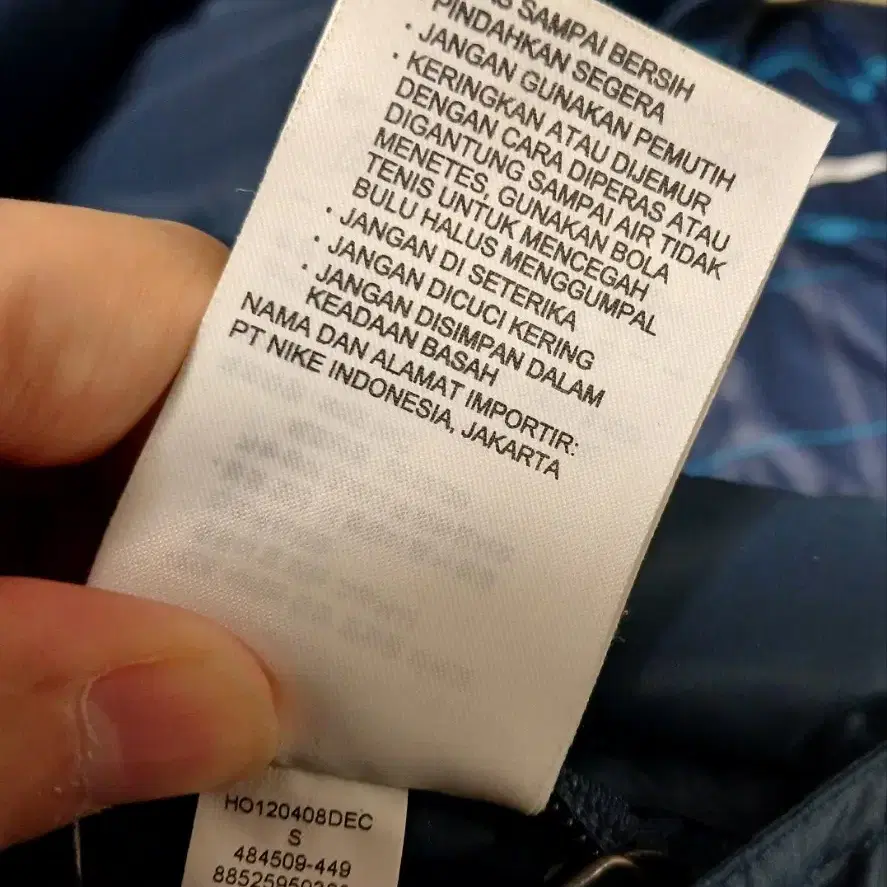 SAMPAI BERSIH
PINDAHKAN SEGERA
· JANGAN GUNAKAN PEMUTIH
· KERINGKAN ATAU DIJEMUR
DENGAN CARA DIPERAS ATAU
DIGANTUNG SAMPAI AIR TIDAK
MENETES, GUNAKAN BOLA
TENIS UNTUK MENCEGAH
BULU HALUS MENGGUMPAL
· JANGAN DI SETERIKA
· JANGAN DICUCI KERING
· JANGAN DISIMPAN DALAM
KEADAAN BASAH
NAMA DAN ALAMAT IMPORTIR:
PT NIKE INDONESIA, JAKARTA
HO120408DEC
S
484509-449